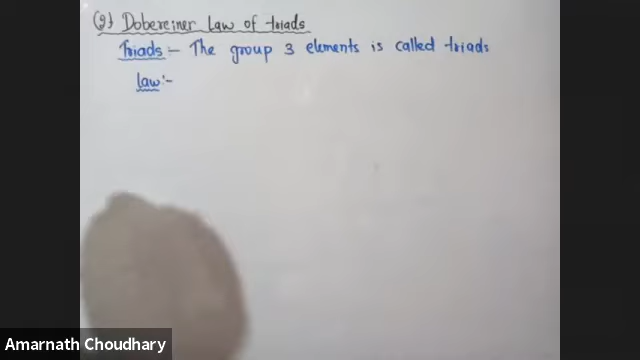 (2) Dobereiner Law of triads
Triads :- The group 3 elements is called triads
Law :-
Amarnath Choudhary